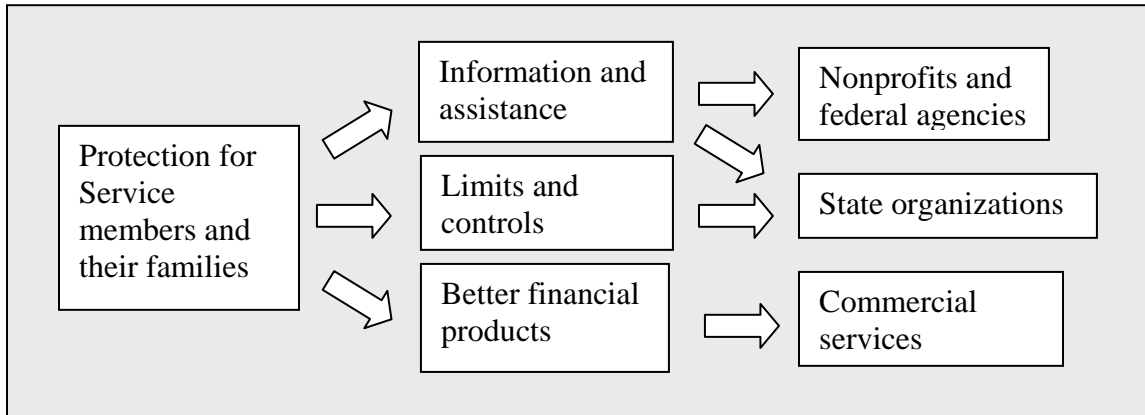 Protection for
Service
members and
their families
Information and
assistance
Limits and
controls
Better financial
products
Nonprofits and
federal agencies
State organizations
Commercial
services